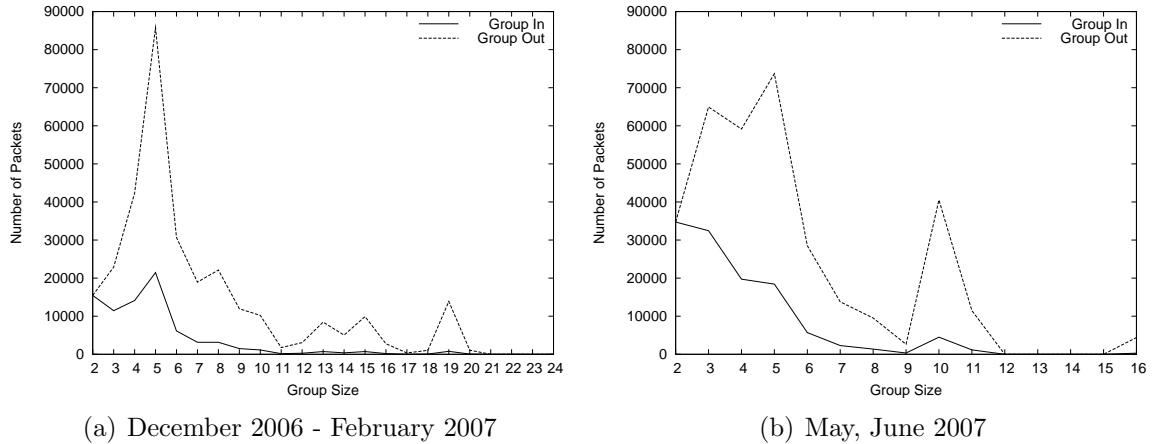 90000
80000
70000
60000
50000
40000
30000
20000
10000
0
Number of Packets
Group In
Group Out
2 3 4 5 6 7 8 9 10 11 12 13 14 15 16 17 18 19 20 21 22 23 24
Group Size
(a) December 2006 - February 2007
90000
80000
70000
60000
50000
40000
30000
20000
10000
0
Number of Packets
Group In
Group Out
2 3 4 5 6 7 8 9 10 11 12 13 14 15 16
Group Size
(b) May, June 2007